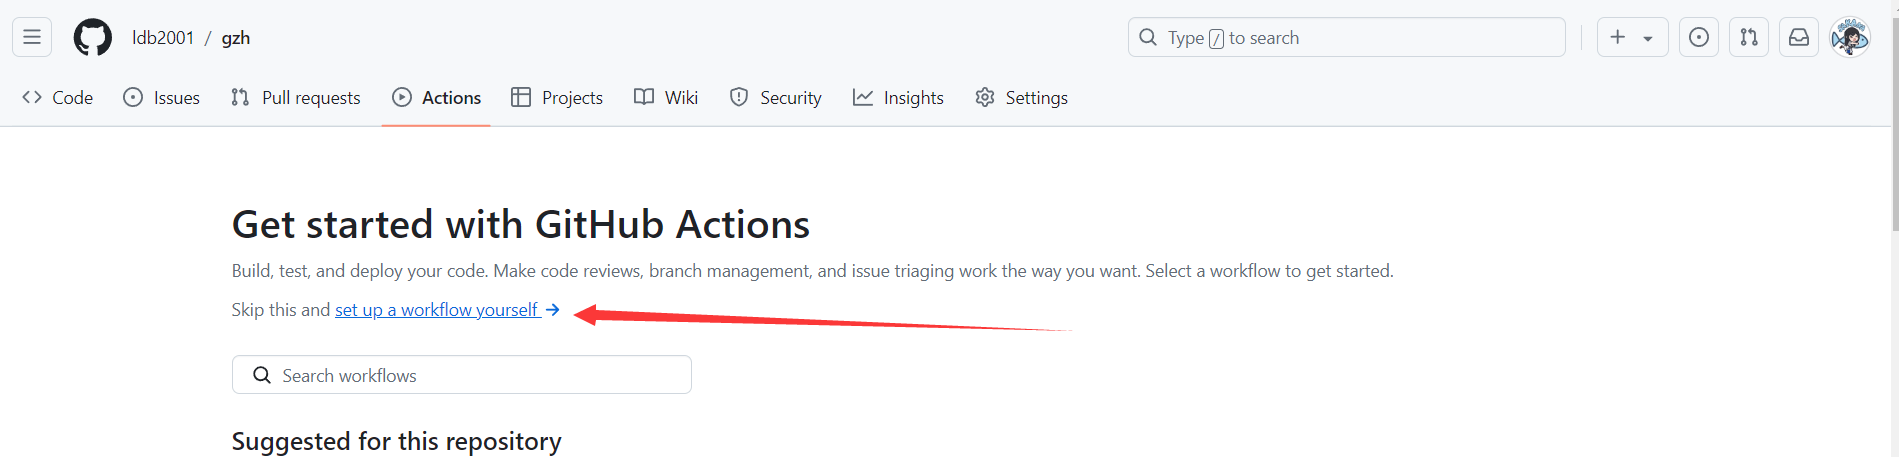 ldb2001 / gzh
Type / to search
Code Issues Pull requests Actions Projects Wiki Security Insights Settings
Get started with GitHub Actions
Build, test, and deploy your code. Make code reviews, branch management, and issue triaging work the way you want. Select a workflow to get started.
Skip this and set up a workflow yourself →
Search workflows
Suggested for this repository